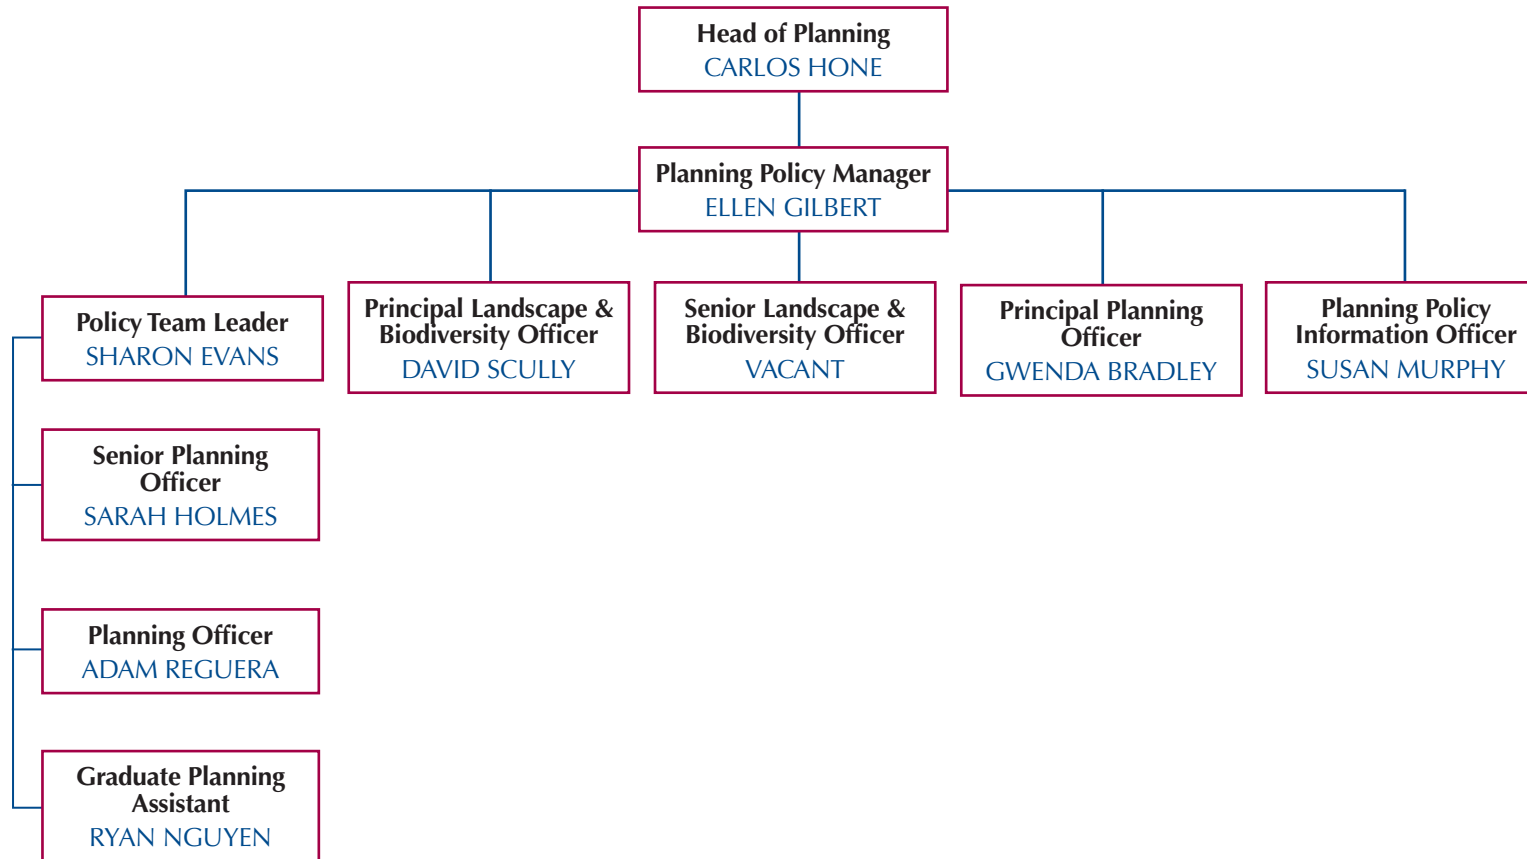 Head of Planning
CARLOS HONE
Planning Policy Manager
ELLEN GILBERT
Policy Team Leader
SHARON EVANS
Principal Landscape &
Biodiversity Officer
DAVID SCULLY
Senior Landscape &
Biodiversity Officer
VACANT
Principal Planning
Officer
GWENDA BRADLEY
Planning Policy
Information Officer
SUSAN MURPHY
Senior Planning
Officer
SARAH HOLMES
Planning Officer
ADAM REGUERA
Graduate Planning
Assistant
RYAN NGUYEN